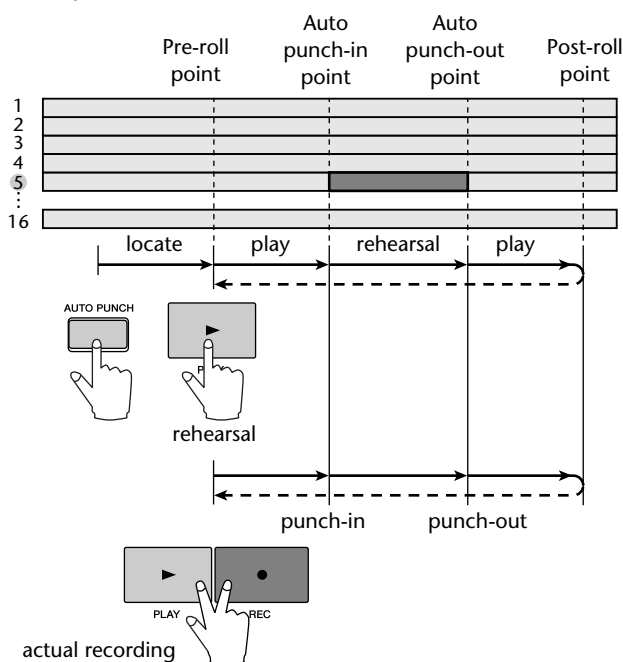 Pre-roll point
Auto punch-in point
Auto punch-out point
Post-roll point
1
2
3
4
5
16
locate
play
rehearsal
play
AUTO PUNCH
rehearsal
punch-in
punch-out
PLAY
REC
actual recording